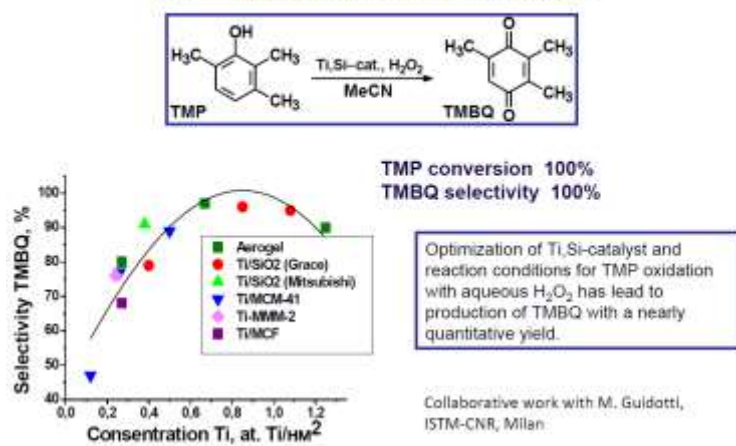 OH
H₃C
CH₃
CH₃
TMP
Ti,Si–cat., H₂O₂
MeCN
O
H₃C
CH₃
CH₃
O
TMBQ
TMP conversion 100%
TMBQ selectivity 100%
Selectivity TMBQ, %
100
90
80
70
60
50
40
Aerogel
Ti/SiO2 (Grace)
Ti/SiO2 (Mitsubishi)
Ti/MCM-41
Ti-MMM-2
Ti/MCF
0,0 0,2 0,4 0,6 0,8 1,0 1,2
Consentration Ti, at. Ti/нм²
Optimization of Ti,Si-catalyst and
reaction conditions for TMP oxidation
with aqueous H₂O₂ has lead to
production of TMBQ with a nearly
quantitative yield.
Collaborative work with M. Guidotti,
ISTM-CNR, Milan